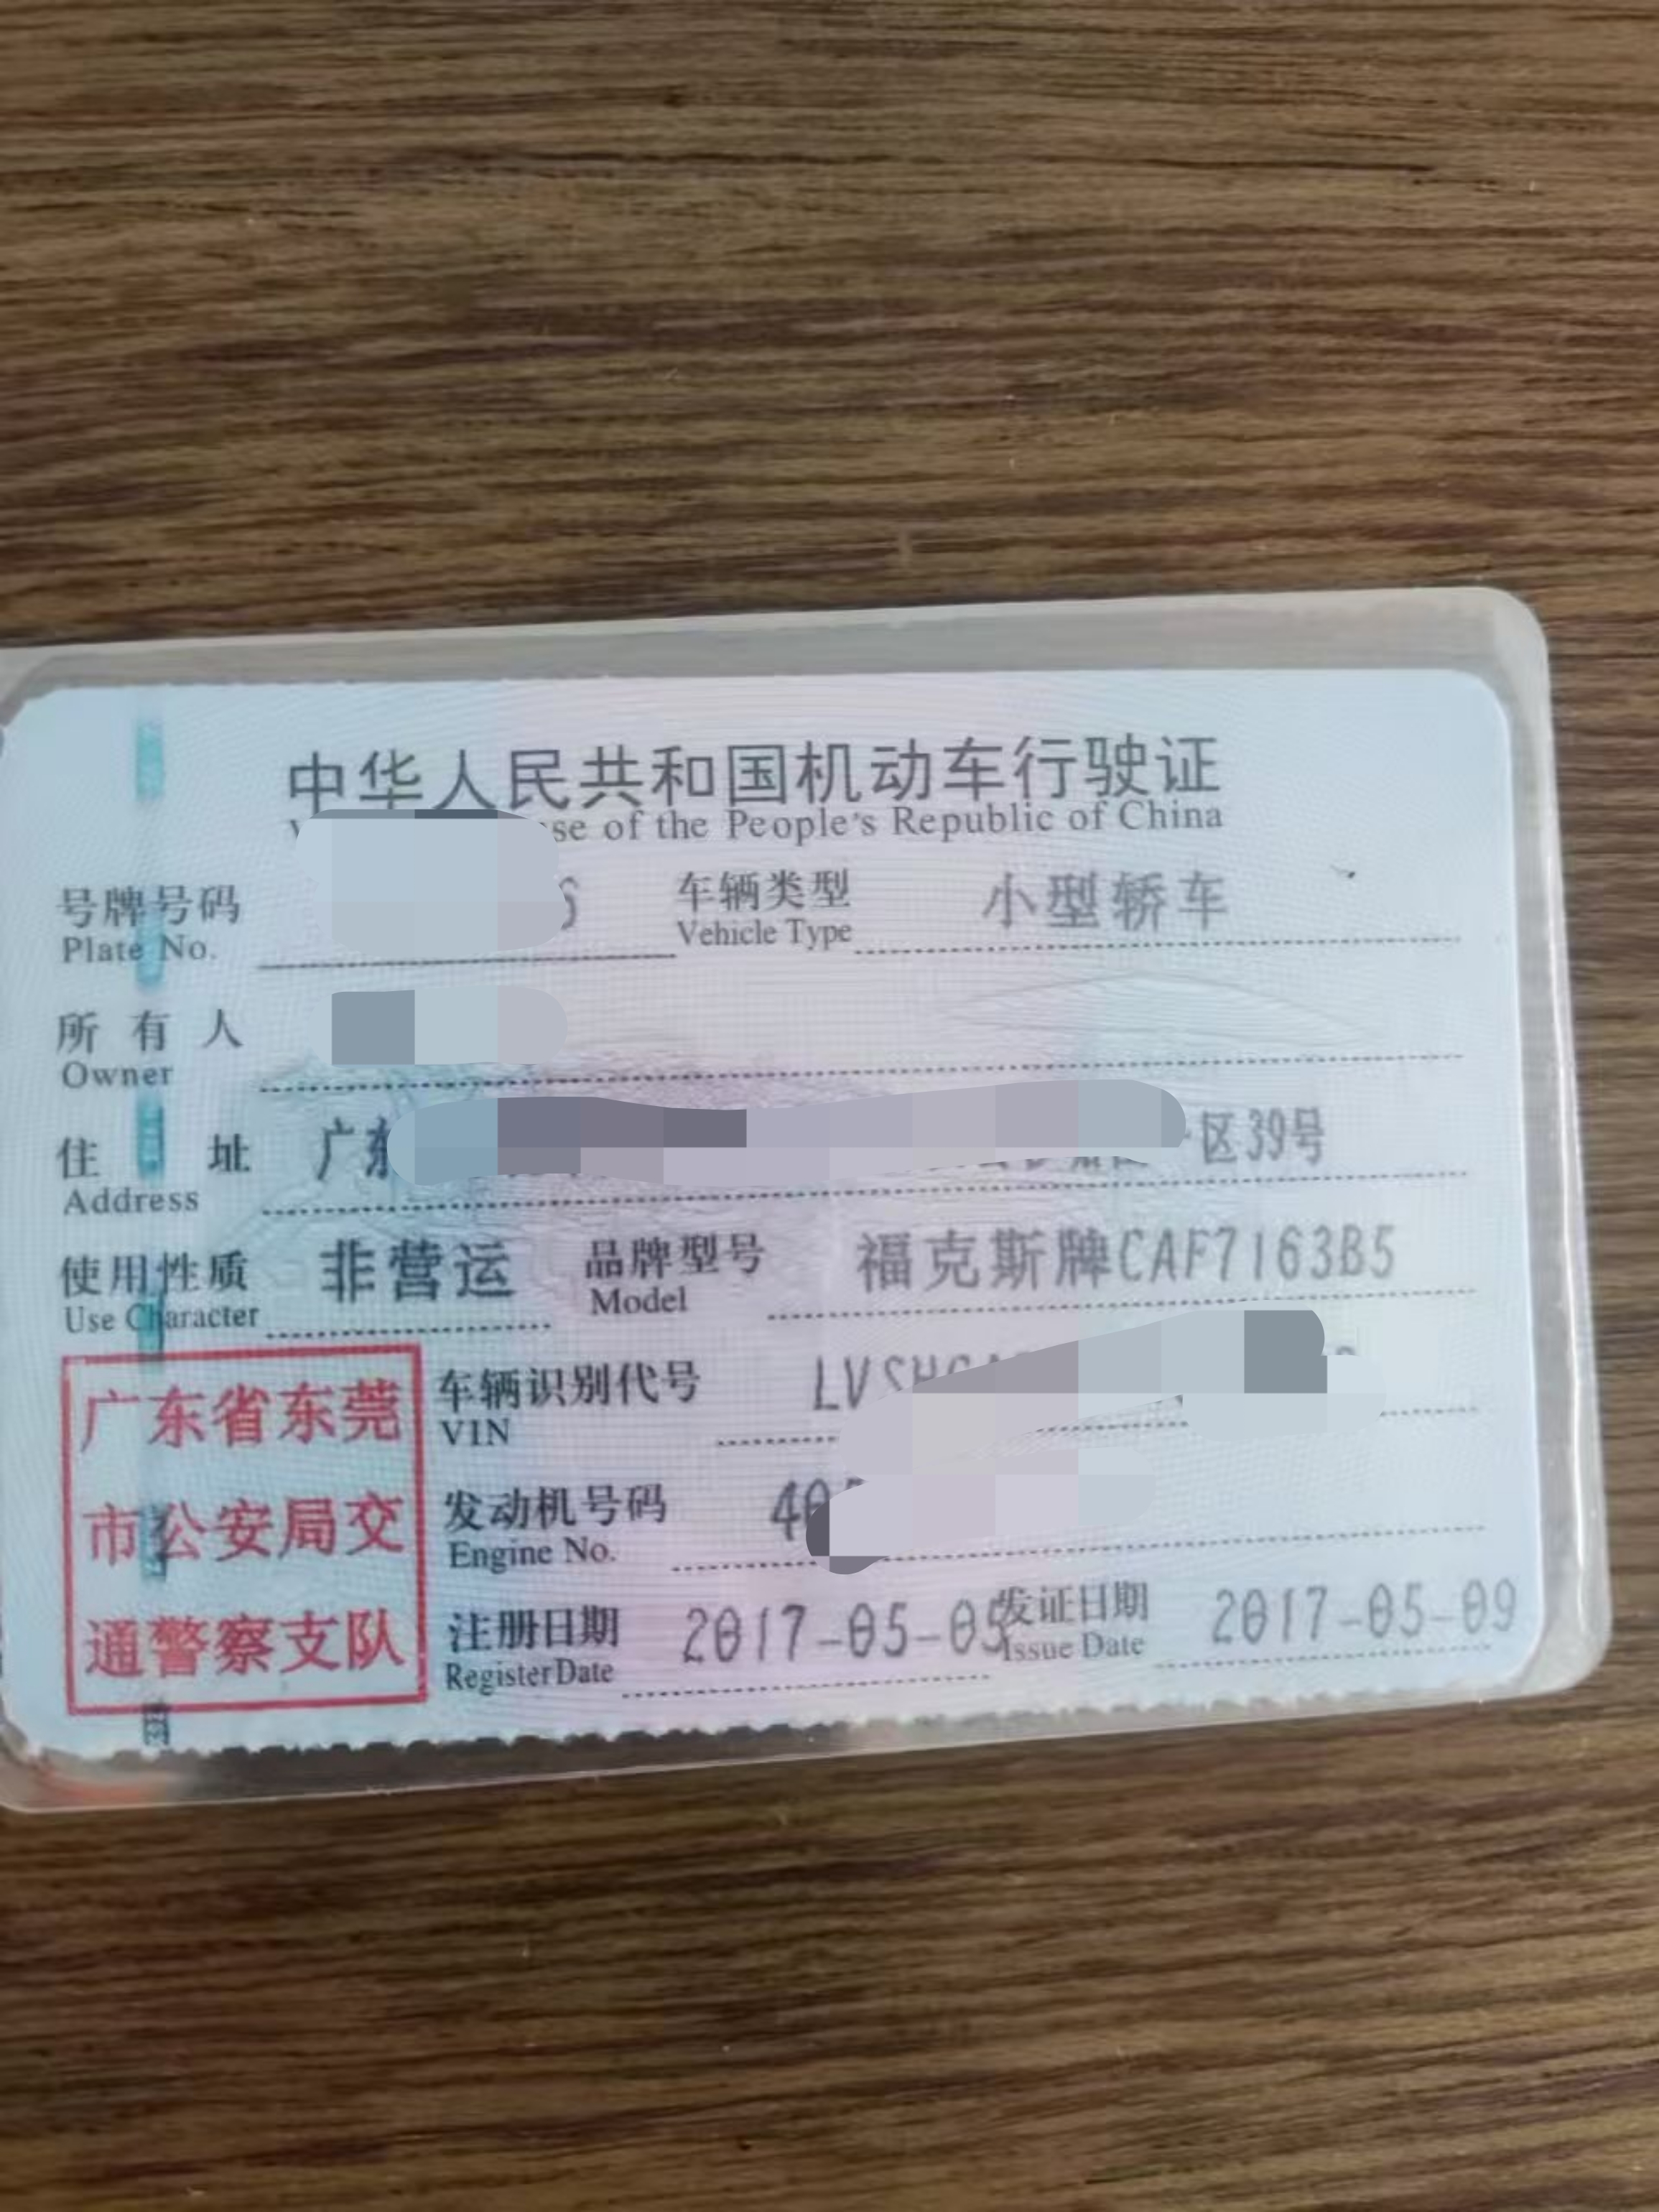 中华人民共和国机动车行驶证
of the People's Republic of China
号牌号码 车辆类型 小型轿车
Plate No. Vehicle Type
所有人
Owner
住址 广东 区39号
Address
使用性质 非营运 品牌型号 福克斯牌CAF7163B5
Use Character Model
广东省东莞
市公安局交
通警察支队
车辆识别代号 LVSH
VIN
发动机号码 40
Engine No.
注册日期 2017-05-05 发证日期 2017-05-09
Register Date Issue Date